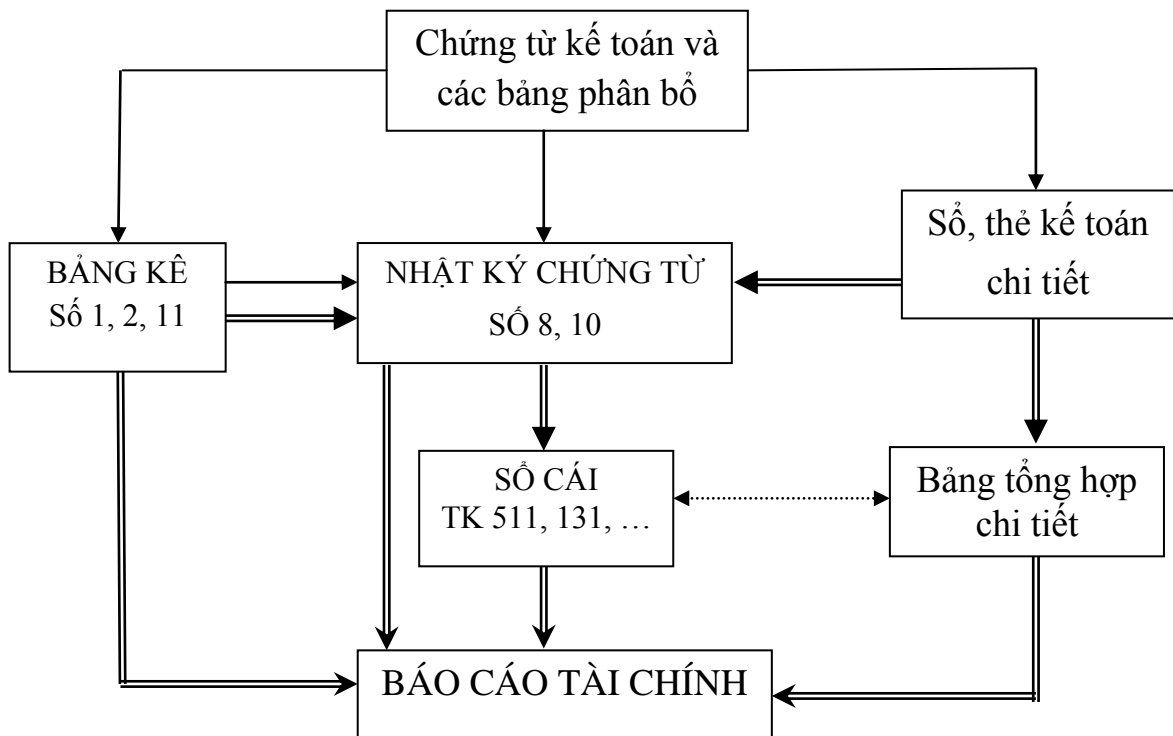 Chứng từ kế toán và
các bảng phân bổ
BẢNG KÊ
Số 1, 2, 11
NHẬT KÝ CHỨNG TỪ
SỐ 8, 10
Sổ, thẻ kế toán
chi tiết
SỔ CÁI
TK 511, 131, …
Bảng tổng hợp
chi tiết
BÁO CÁO TÀI CHÍNH